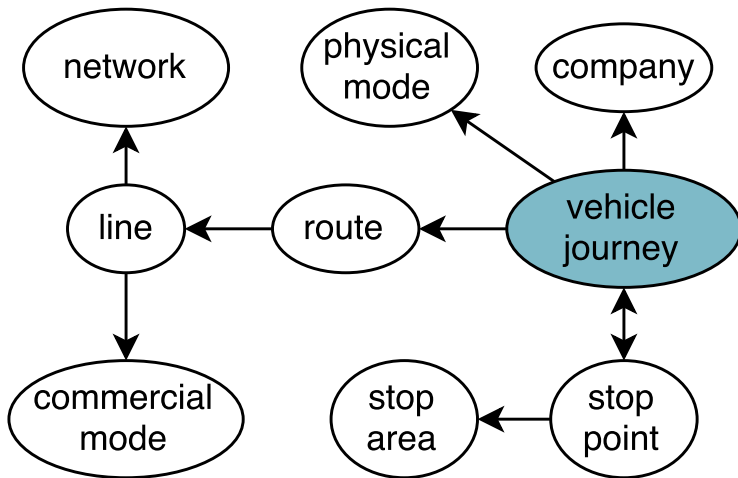 network
physical
mode
company
line
route
vehicle
journey
commercial
mode
stop
area
stop
point